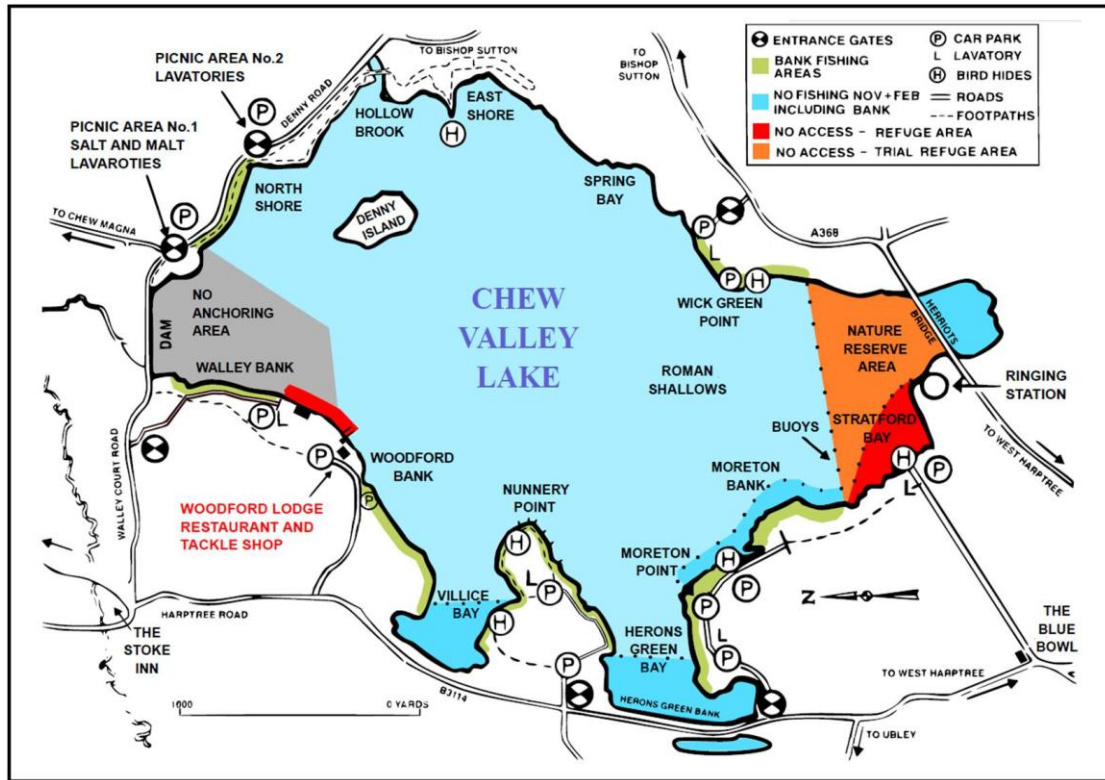 PICNIC AREA No.2
LAVATORIES
PICNIC AREA No.1
SALT AND MALT
LAVAROTIES
DENNY ROAD
P
P
TO CHEW MAGNA
TO BISHOP SUTTON
HOLLOW
BROOK
EAST
SHORE
H
NORTH
SHORE
DENNY
ISLAND
SPRING
BAY
TO
BISHOP
SUTTON
ENTRANCE GATES
BANK FISHING
AREAS
NO FISHING NOV + FEB
INCLUDING BANK
NO ACCESS - REFUGE AREA
NO ACCESS - TRIAL REFUGE AREA
P CAR PARK
L LAVATORY
H BIRD HIDES
ROADS
FOOTPATHS
P
L
P H
A368
WICK GREEN
POINT
CHEW
VALLEY
LAKE
ROMAN
SHALLOWS
NATURE
RESERVE
AREA
HERRIOTS
BRIDGE
RINGING
STATION
STRATFORD
BAY
BUOYS
TO WEST HARPTREE
H
P
L
NO
ANCHORING
AREA
DAM
WALLEY BANK
P L
P
WALLEY COURT ROAD
WOODFORD
BANK
P
WOODFORD LODGE
RESTAURANT AND
TACKLE SHOP
NUNNERY
POINT
H
L
P
H
P
VILLICE
BAY
MORETON
BANK
MORETON
POINT
H
P
P
L
P
HERONS
GREEN
BAY
HERONS GREEN BANK
N
HARPTREE ROAD
THE
STOKE
INN
B3114
1000 0 YARDS
THE
BLUE
BOWL
TO WEST HARPTREE
TO UBLEY